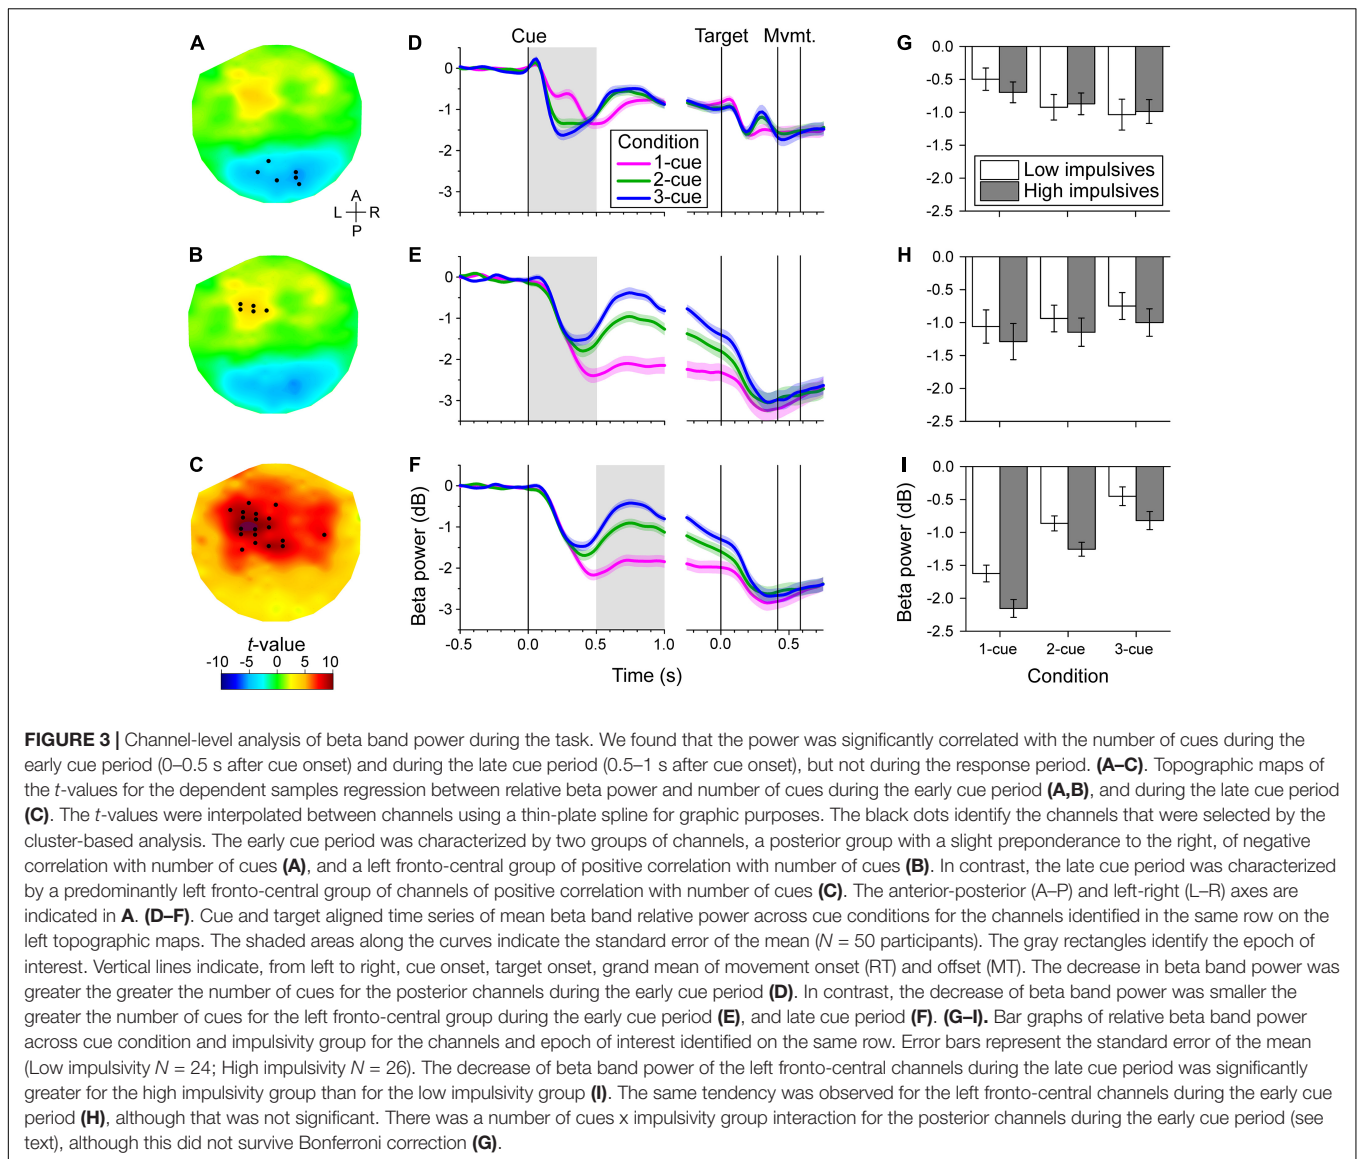 A
B
C
A
L R
P
t-value
-10 -5 0 5 10
D
Cue
Target
Mvmt.
0
-1
-2
-3
Condition
1-cue
2-cue
3-cue
E
0
-1
-2
-3
F
0
-1
-2
-3
Beta power (dB)
-0.5 0.0 0.5 1.0 0.0 0.5
Time (s)
G
0.0
-0.5
-1.0
-1.5
-2.0
-2.5
Low impulsives
High impulsives
H
0.0
-0.5
-1.0
-1.5
-2.0
-2.5
I
0.0
-0.5
-1.0
-1.5
-2.0
-2.5
Beta power (dB)
1-cue 2-cue 3-cue
Condition
FIGURE 3 | Channel-level analysis of beta band power during the task. We found that the power was significantly correlated with the number of cues during the
early cue period (0–0.5 s after cue onset) and during the late cue period (0.5–1 s after cue onset), but not during the response period. (A–C). Topographic maps of
the t-values for the dependent samples regression between relative beta power and number of cues during the early cue period (A,B), and during the late cue period
(C). The t-values were interpolated between channels using a thin-plate spline for graphic purposes. The black dots identify the channels that were selected by the
cluster-based analysis. The early cue period was characterized by two groups of channels, a posterior group with a slight preponderance to the right, of negative
correlation with number of cues (A), and a left fronto-central group of positive correlation with number of cues (B). In contrast, the late cue period was characterized
by a predominantly left fronto-central group of channels of positive correlation with number of cues (C). The anterior-posterior (A–P) and left-right (L–R) axes are
indicated in A. (D–F). Cue and target aligned time series of mean beta band relative power across cue conditions for the channels identified in the same row on the
left topographic maps. The shaded areas along the curves indicate the standard error of the mean (N = 50 participants). The gray rectangles identify the epoch of
interest. Vertical lines indicate, from left to right, cue onset, target onset, grand mean of movement onset (RT) and offset (MT). The decrease in beta band power was
greater the greater the number of cues for the posterior channels during the early cue period (D). In contrast, the decrease of beta band power was smaller the
greater the number of cues for the left fronto-central group during the early cue period (E), and late cue period (F). (G–I). Bar graphs of relative beta band power
across cue condition and impulsivity group for the channels and epoch of interest identified on the same row. Error bars represent the standard error of the mean
(Low impulsivity N = 24; High impulsivity N = 26). The decrease of beta band power of the left fronto-central channels during the late cue period was significantly
greater for the high impulsivity group than for the low impulsivity group (I). The same tendency was observed for the left fronto-central channels during the early cue
period (H), although that was not significant. There was a number of cues x impulsivity group interaction for the posterior channels during the early cue period (see
text), although this did not survive Bonferroni correction (G).